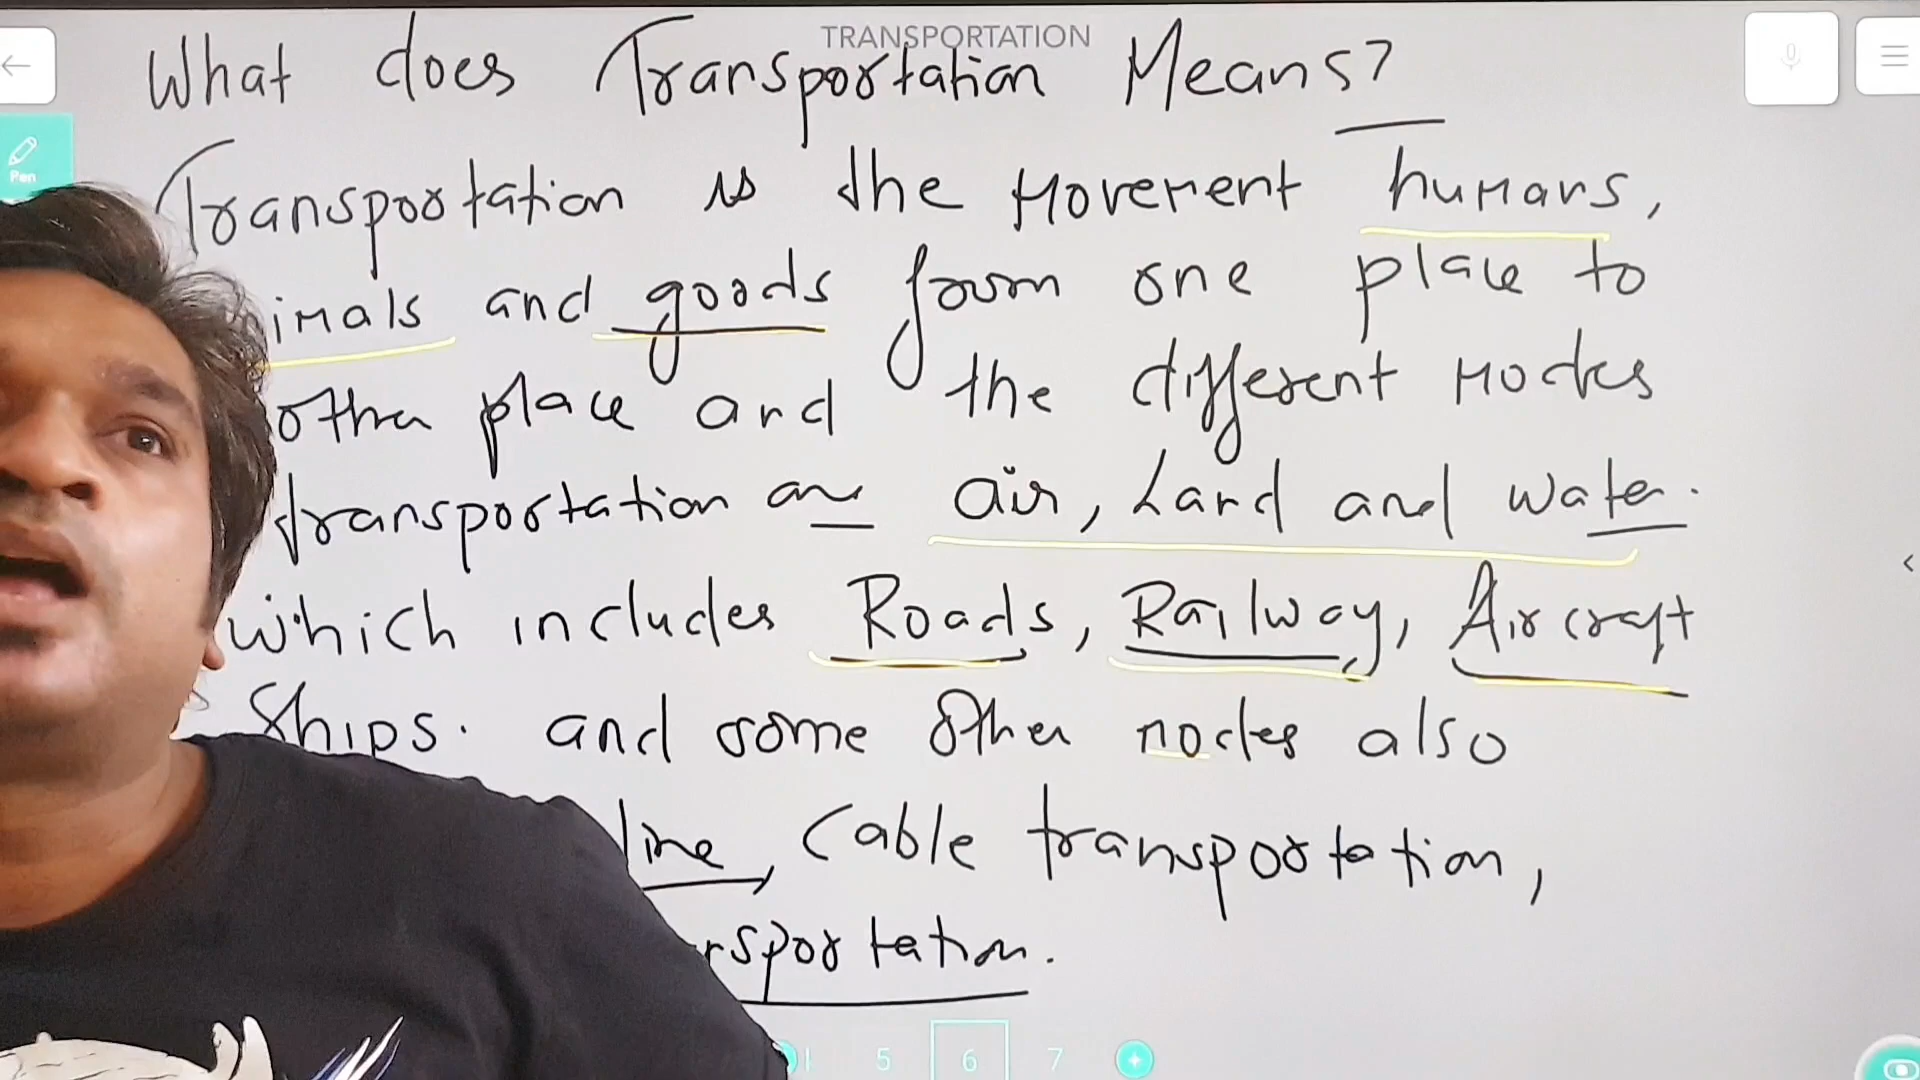 TRANSPORTATION
What does Transportation Means?
Pen
Transportation is the Movement humans,
imals and goods from one place to
other place and the different modes
transportation are air, Land and water.
which includes Roads, Railway, Aircraft
Ships. and some other modes also
line, Cable transportation,
nsportation.
5 6 7